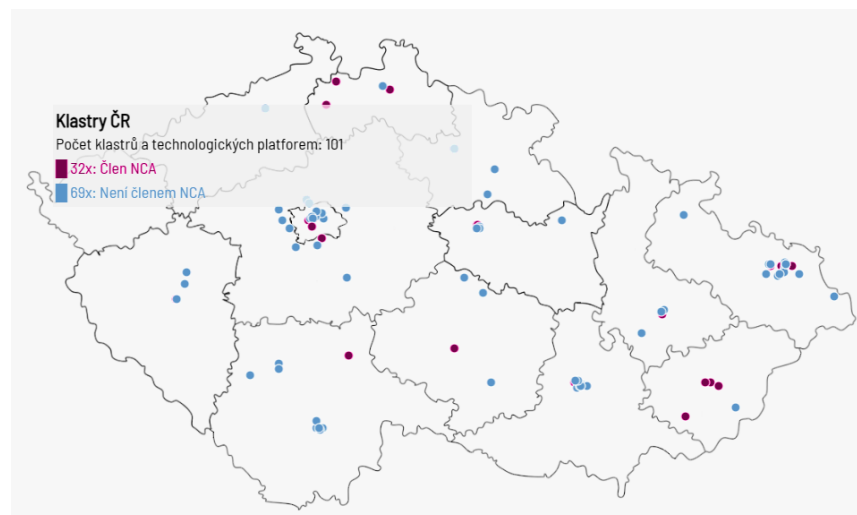 Klastry ČR
Počet klastrů a technologických platforem: 101
32x: Člen NCA
69x: Není členem NCA